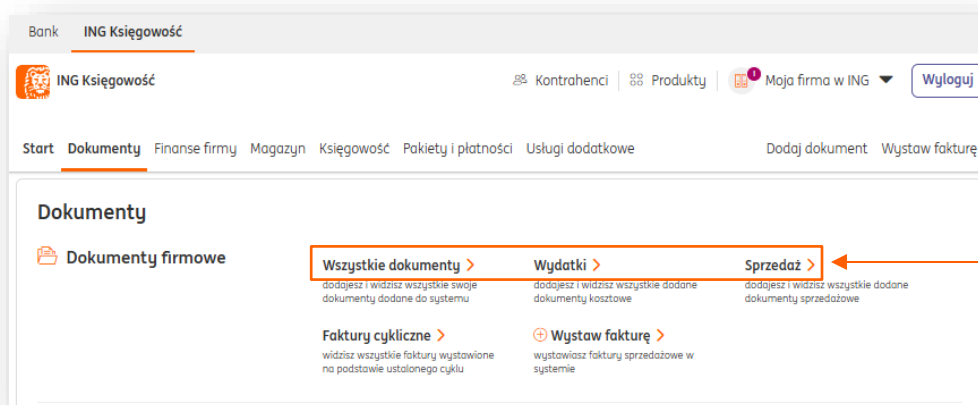 Bank ING Księgowość
ING Księgowość Kontrahenci Produkty 1 Moja firma w ING Wyloguj
Start Dokumenty Finanse firmy Magazyn Księgowość Pakiety i płatności Usługi dodatkowe Dodaj dokument Wystaw fakturę
Dokumenty
Dokumenty firmowe
Wszystkie dokumenty > Wydatki > Sprzedaż >
dodajesz i widzisz wszystkie swoje dodajesz i widzisz wszystkie dodane dodajesz i widzisz wszystkie dodane
dokumenty dodane do systemu dokumenty kosztowe dokumenty sprzedażowe
Faktury cykliczne > Wystaw fakturę >
widzisz wszystkie faktury wystawione wystawiasz faktury sprzedażowe w
na podstawie ustalonego cyklu systemie